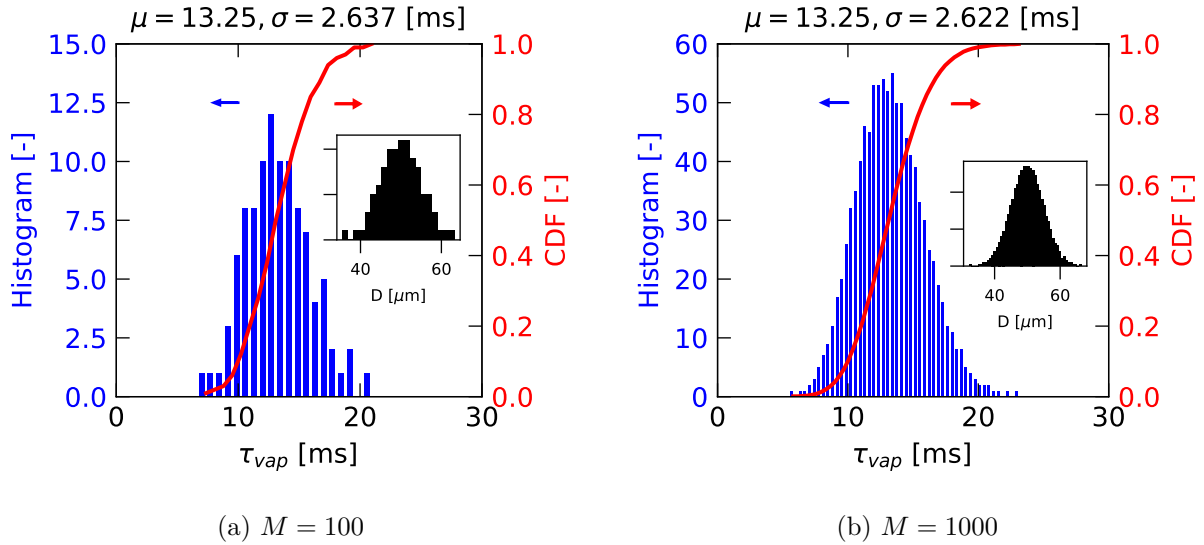 μ = 13.25, σ = 2.637 [ms]
15.0
12.5
10.0
7.5
5.0
2.5
0.0
Histogram [-]
1.0
0.8
0.6
0.4
0.2
0.0
CDF [-]
40 60
D [μm]
0 10 20 30
τ_vap [ms]
(a) M = 100
μ = 13.25, σ = 2.622 [ms]
60
50
40
30
20
10
0
Histogram [-]
1.0
0.8
0.6
0.4
0.2
0.0
CDF [-]
40 60
D [μm]
0 10 20 30
τ_vap [ms]
(b) M = 1000